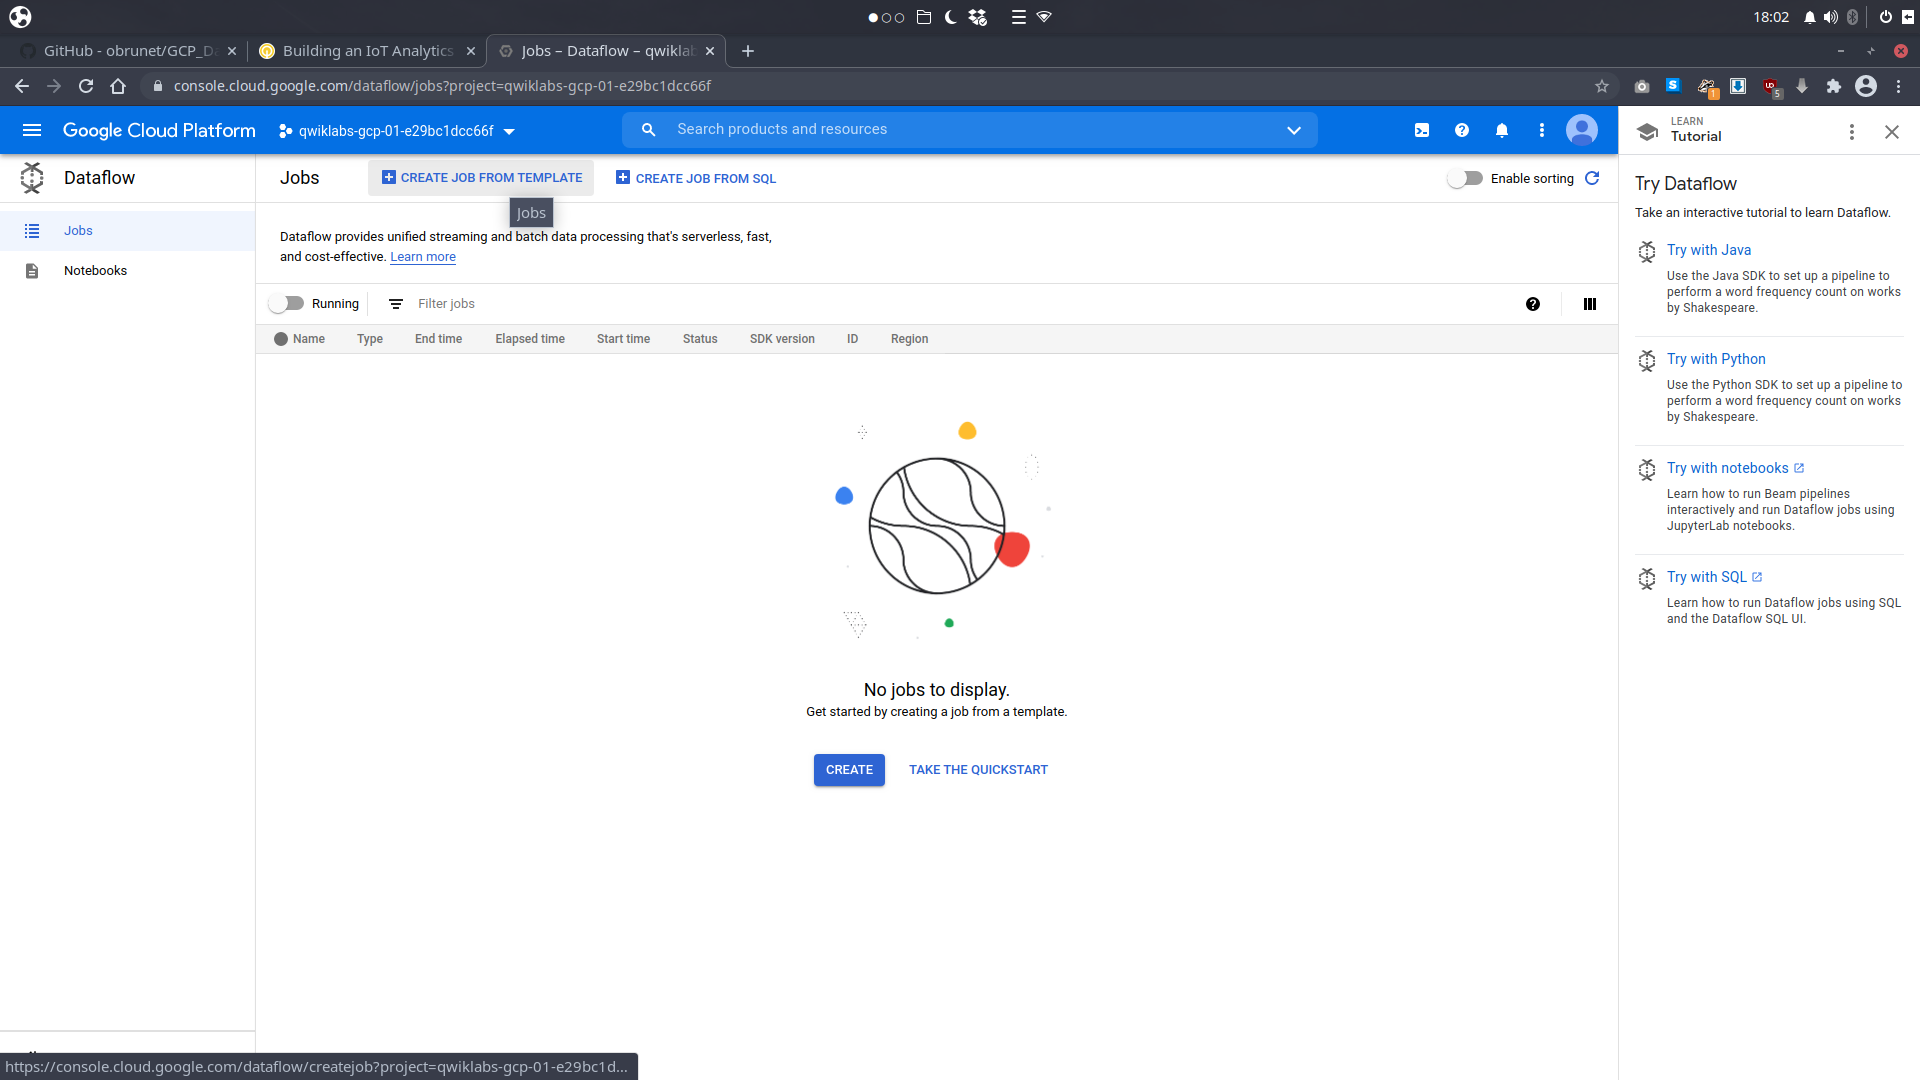 18:02
GitHub - obrunet/GCP_Da
Building an IoT Analytics
Jobs – Dataflow – qwiklab
console.cloud.google.com/dataflow/jobs?project=qwiklabs-gcp-01-e29bc1dcc66f
1
5
Google Cloud Platform
qwiklabs-gcp-01-e29bc1dcc66f
Search products and resources
LEARN
Tutorial
Dataflow
Jobs
CREATE JOB FROM TEMPLATE
CREATE JOB FROM SQL
Enable sorting
Jobs
Jobs
Notebooks
Dataflow provides unified streaming and batch data processing that's serverless, fast,
and cost-effective. Learn more
Running
Filter jobs
Name Type End time Elapsed time Start time Status SDK version ID Region
No jobs to display.
Get started by creating a job from a template.
CREATE
TAKE THE QUICKSTART
Try Dataflow
Take an interactive tutorial to learn Dataflow.
Try with Java
Use the Java SDK to set up a pipeline to
perform a word frequency count on works
by Shakespeare.
Try with Python
Use the Python SDK to set up a pipeline to
perform a word frequency count on works
by Shakespeare.
Try with notebooks
Learn how to run Beam pipelines
interactively and run Dataflow jobs using
JupyterLab notebooks.
Try with SQL
Learn how to run Dataflow jobs using SQL
and the Dataflow SQL UI.
https://console.cloud.google.com/dataflow/createjob?project=qwiklabs-gcp-01-e29bc1d...